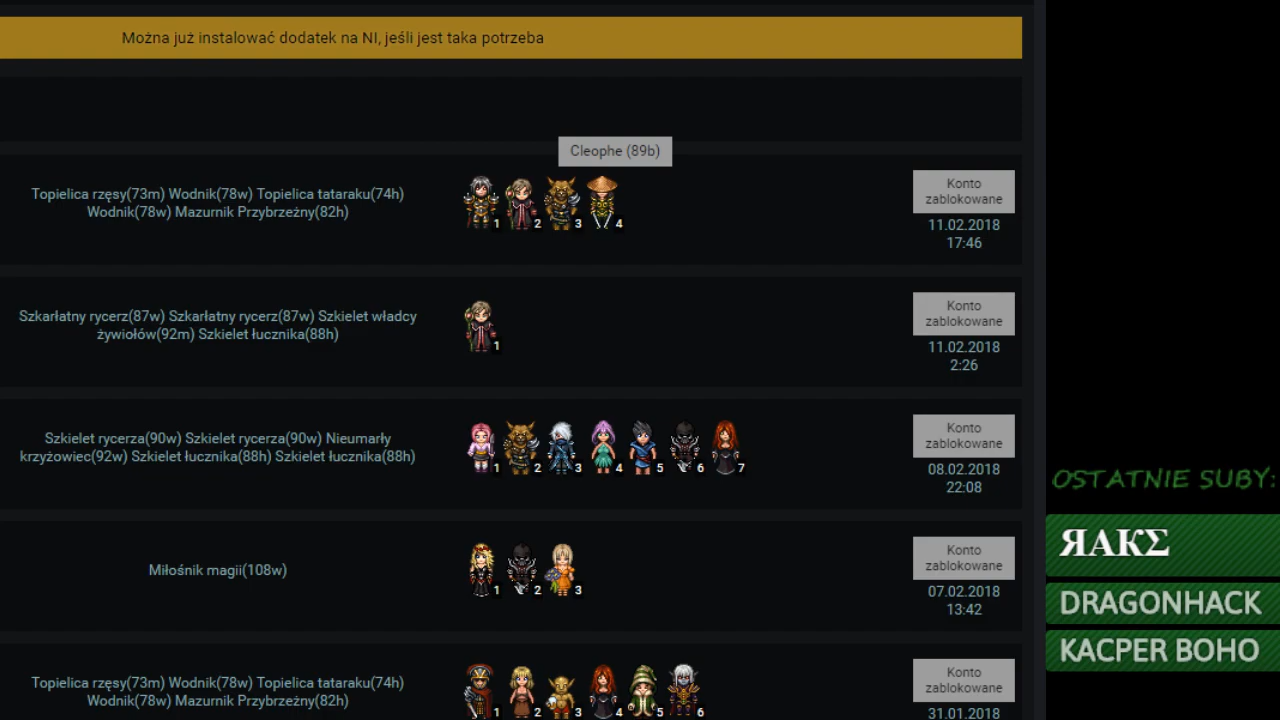 Można już instalować dodatek na NI, jeśli jest taka potrzeba
Cleophe (89b)
Topielica rzęsy(73m) Wodnik(78w) Topielica tataraku(74h)
Wodnik(78w) Mazurnik Przybrzeżny(82h)
1 2 3 4
Konto
zablokowane
11.02.2018
17:46
Szkarłatny rycerz(87w) Szkarłatny rycerz(87w) Szkielet władcy
żywiołów(92m) Szkielet łucznika(88h)
1
Konto
zablokowane
11.02.2018
2:26
Szkielet rycerza(90w) Szkielet rycerza(90w) Nieumarły
krzyżowiec(92w) Szkielet łucznika(88h) Szkielet łucznika(88h)
1 2 3 4 5 6 7
Konto
zablokowane
08.02.2018
22:08
Miłośnik magii(108w)
1 2 3
Konto
zablokowane
07.02.2018
13:42
Topielica rzęsy(73m) Wodnik(78w) Topielica tataraku(74h)
Wodnik(78w) Mazurnik Przybrzeżny(82h)
1 2 3 4 5 6
Konto
zablokowane
31.01.2018
OSTATNIE SUBY:
ЯAKΣ
DRAGONHACK
KACPER BOHO